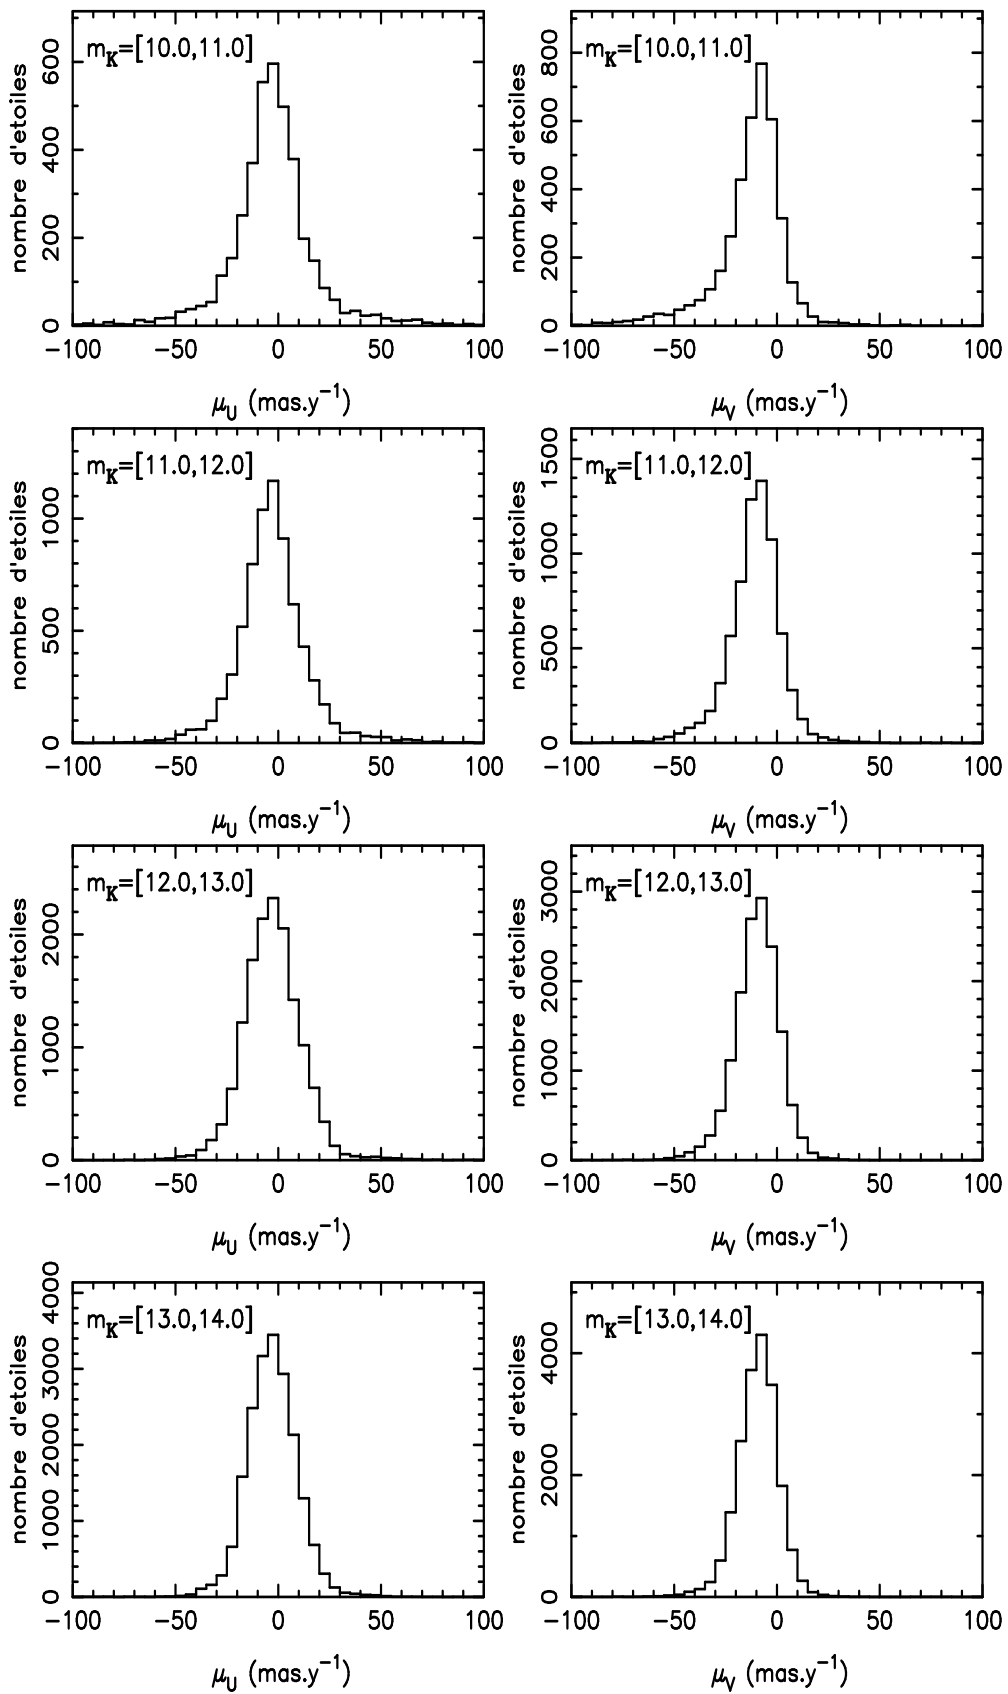 m_K=[10.0,11.0]
nombre d'etoiles
0 200 400 600
−100 −50 0 50 100
μ_U (mas.y⁻¹)
m_K=[10.0,11.0]
nombre d'etoiles
0 200 400 600 800
−100 −50 0 50 100
μ_V (mas.y⁻¹)
m_K=[11.0,12.0]
nombre d'etoiles
0 500 1000
−100 −50 0 50 100
μ_U (mas.y⁻¹)
m_K=[11.0,12.0]
nombre d'etoiles
0 500 1000 1500
−100 −50 0 50 100
μ_V (mas.y⁻¹)
m_K=[12.0,13.0]
nombre d'etoiles
0 1000 2000
−100 −50 0 50 100
μ_U (mas.y⁻¹)
m_K=[12.0,13.0]
nombre d'etoiles
0 1000 2000 3000
−100 −50 0 50 100
μ_V (mas.y⁻¹)
m_K=[13.0,14.0]
nombre d'etoiles
0 1000 2000 3000 4000
−100 −50 0 50 100
μ_U (mas.y⁻¹)
m_K=[13.0,14.0]
nombre d'etoiles
0 2000 4000
−100 −50 0 50 100
μ_V (mas.y⁻¹)